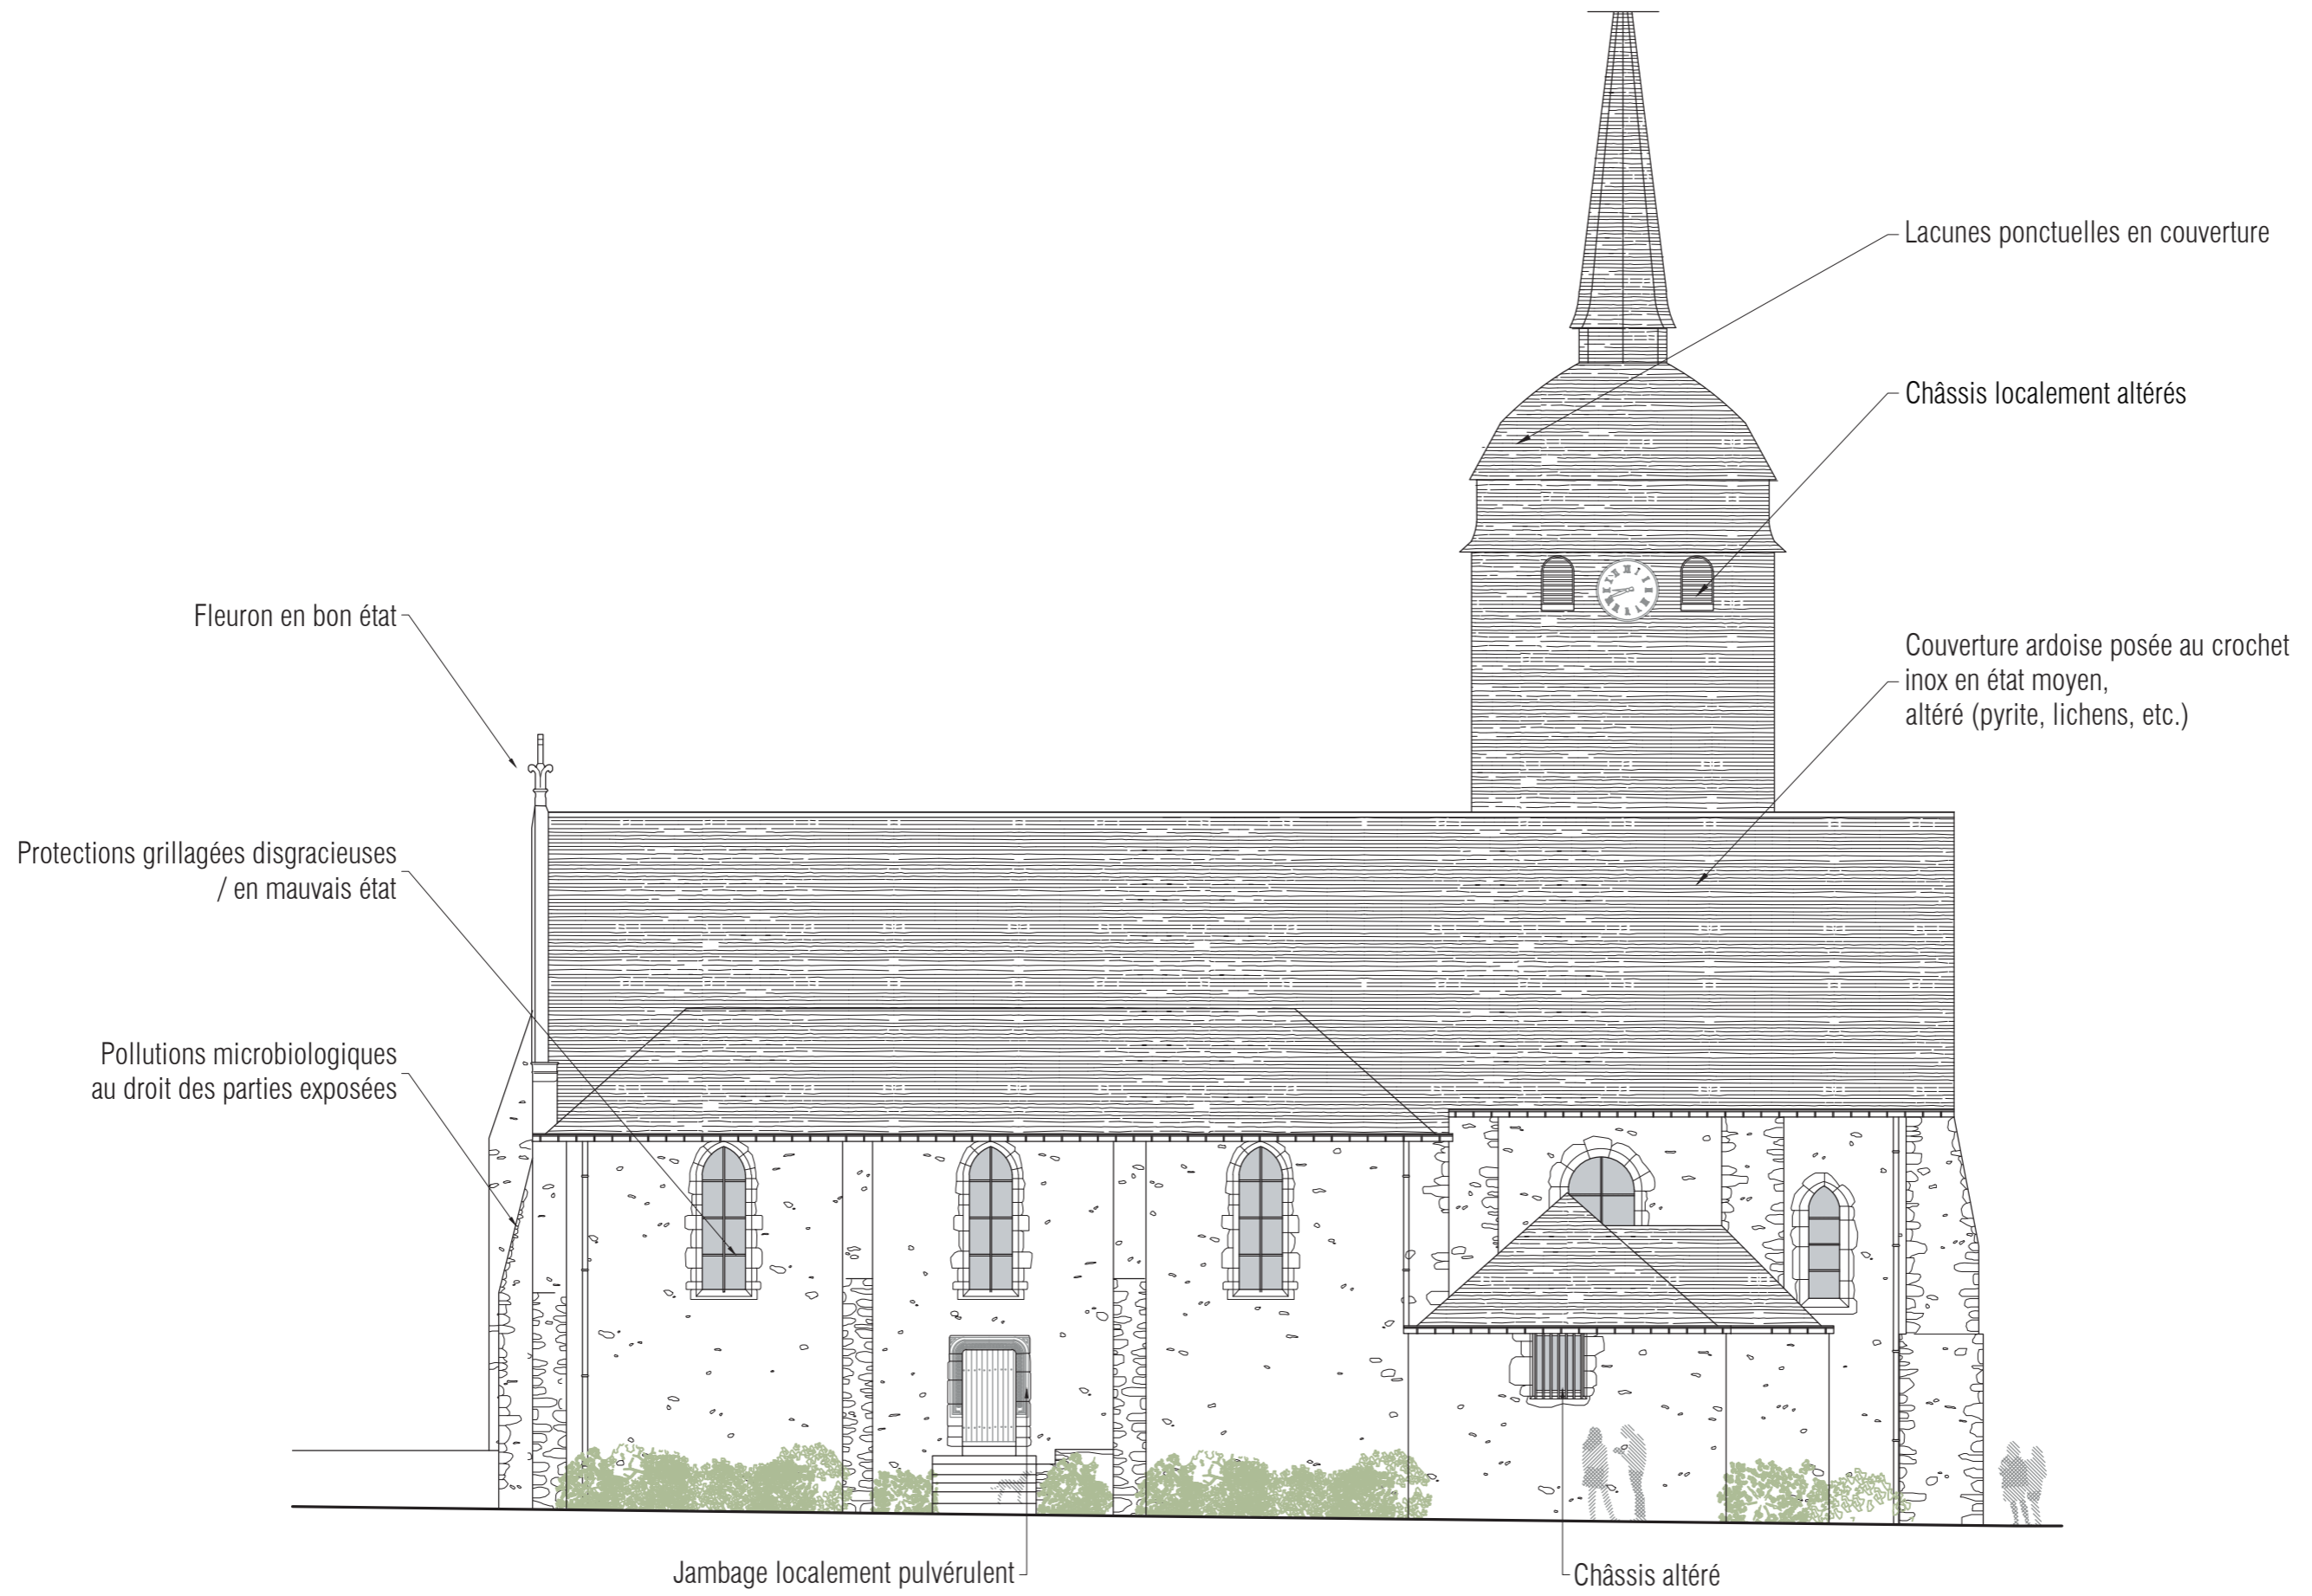 Lacunes ponctuelles en couverture
Châssis localement altérés
Fleuron en bon état
Couverture ardoise posée au crochet
inox en état moyen,
altéré (pyrite, lichens, etc.)
Protections grillagées disgracieuses
/ en mauvais état
Pollutions microbiologiques
au droit des parties exposées
Jambage localement pulvérulent
Châssis altéré